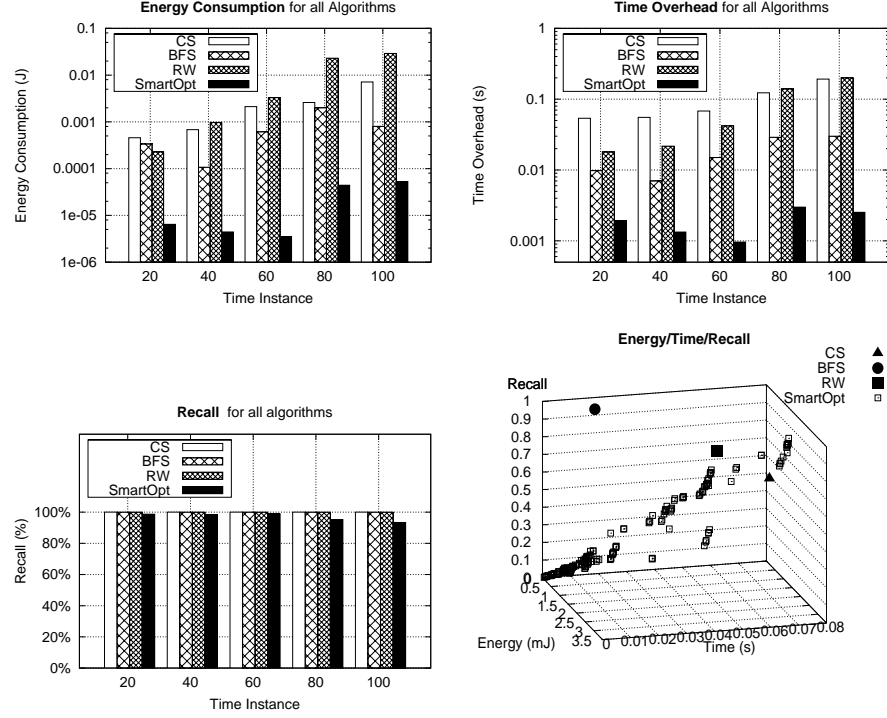 Energy Consumption for all Algorithms
0.1
0.01
0.001
0.0001
1e-05
1e-06
Energy Consumption (J)
CS
BFS
RW
SmartOpt
20 40 60 80 100
Time Instance
Time Overhead for all Algorithms
1
0.1
0.01
0.001
Time Overhead (s)
CS
BFS
RW
SmartOpt
20 40 60 80 100
Time Instance
Recall for all algorithms
CS
BFS
RW
SmartOpt
100%
80%
60%
40%
20%
0%
Recall (%)
20 40 60 80 100
Time Instance
Energy/Time/Recall
CS
BFS
RW
SmartOpt
Recall
1
0.9
0.8
0.7
0.6
0.5
0.4
0.3
0.2
0.1
0
0.5
1
1.5
2
2.5
3
3.5
Energy (mJ)
0 0.01 0.02 0.03 0.04 0.05 0.06 0.07 0.08
Time (s)